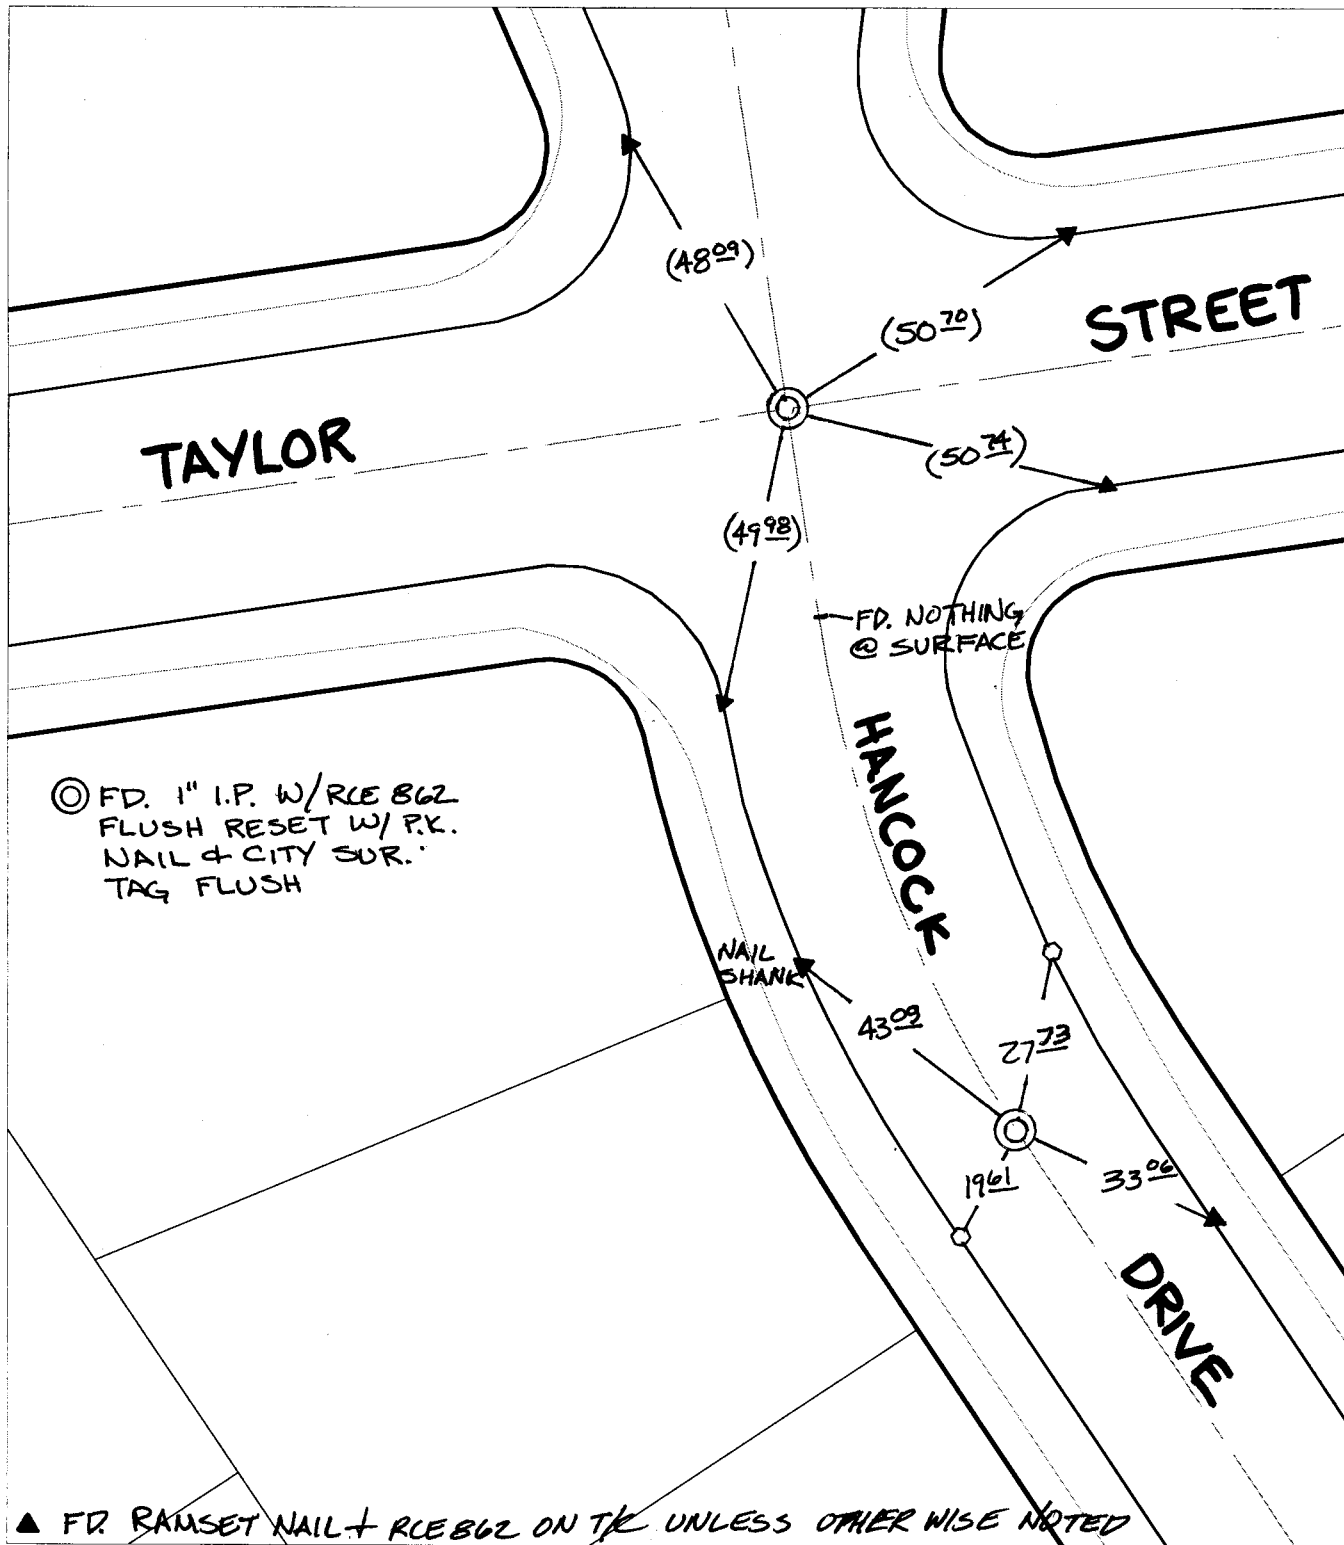 (48 09)
(50 70)
STREET
TAYLOR
(50 74)
(49 98)
FD. NOTHING
@ SURFACE
HANCOCK
FD. 1" I.P. W/RCE 862
FLUSH RESET W/ P.K.
NAIL & CITY SUR.
TAG FLUSH
NAIL
SHANK
43 09
27 73
19 61
33 06
DRIVE
▲ FD. RAMSET NAIL + RCE 862 ON T/C UNLESS OTHER WISE NOTED